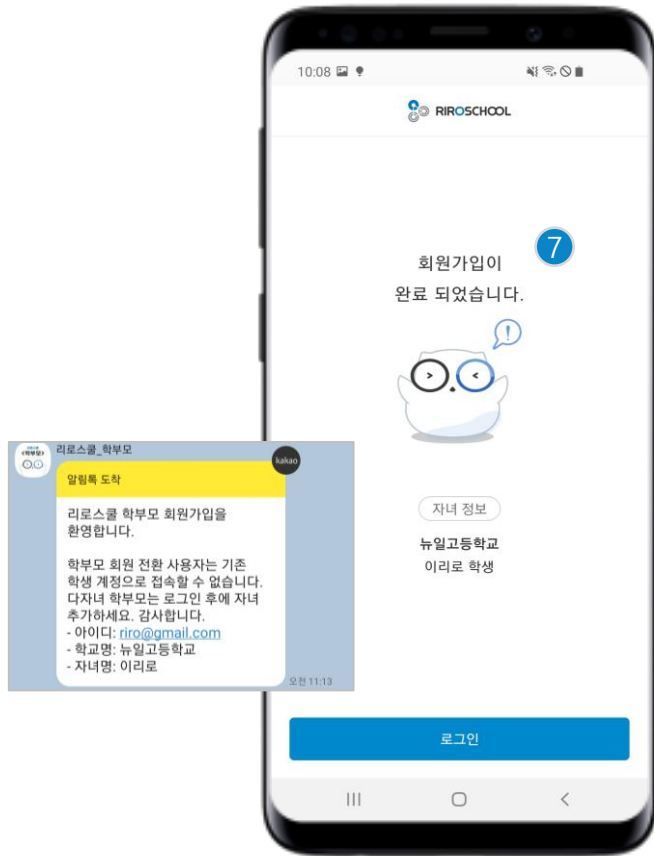 10:08
RIROSCHOOL
7
회원가입이
완료 되었습니다.
!
자녀 정보
뉴일고등학교
이리로 학생
로그인
<학부모>
리로스쿨_학부모
kakao
알림톡 도착
리로스쿨 학부모 회원가입을
환영합니다.
학부모 회원 전환 사용자는 기존
학생 계정으로 접속할 수 없습니다.
다자녀 학부모는 로그인 후에 자녀
추가하세요. 감사합니다.
- 아이디: riro@gmail.com
- 학교명: 뉴일고등학교
- 자녀명: 이리로
오전 11:13